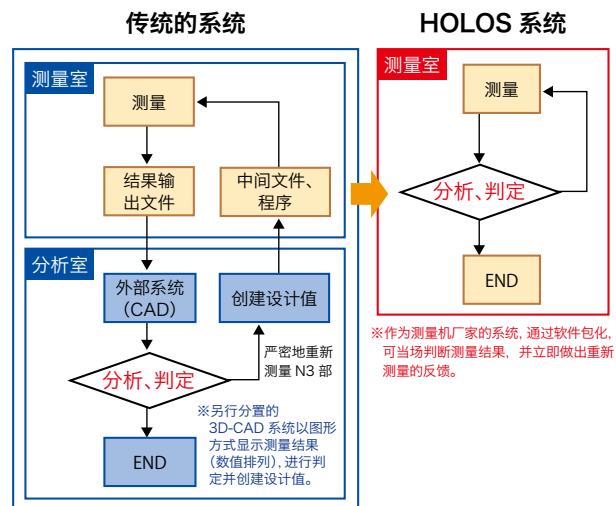 传统的系统
测量室
测量
结果输
出文件
中间文件、
程序
分析室
外部系统
（CAD）
创建设计值
严密地重新
测量 N3 部
分析、判定
END
※另行分置的
3D-CAD 系统以图形
方式显示测量结果
（数值排列），进行判
定并创建设计值。
HOLOS 系统
测量室
测量
分析、判定
END
※作为测量机厂家的系统，通过软件包化，
可当场判断测量结果，并立即做出重新
测量的反馈。